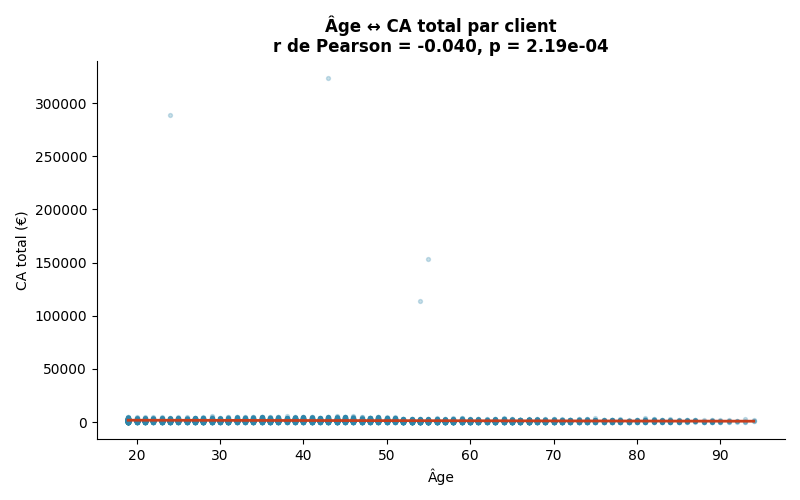 Âge ↔ CA total par client
r de Pearson = -0.040, p = 2.19e-04
300000
250000
200000
150000
100000
50000
0
CA total (€)
20 30 40 50 60 70 80 90
Âge